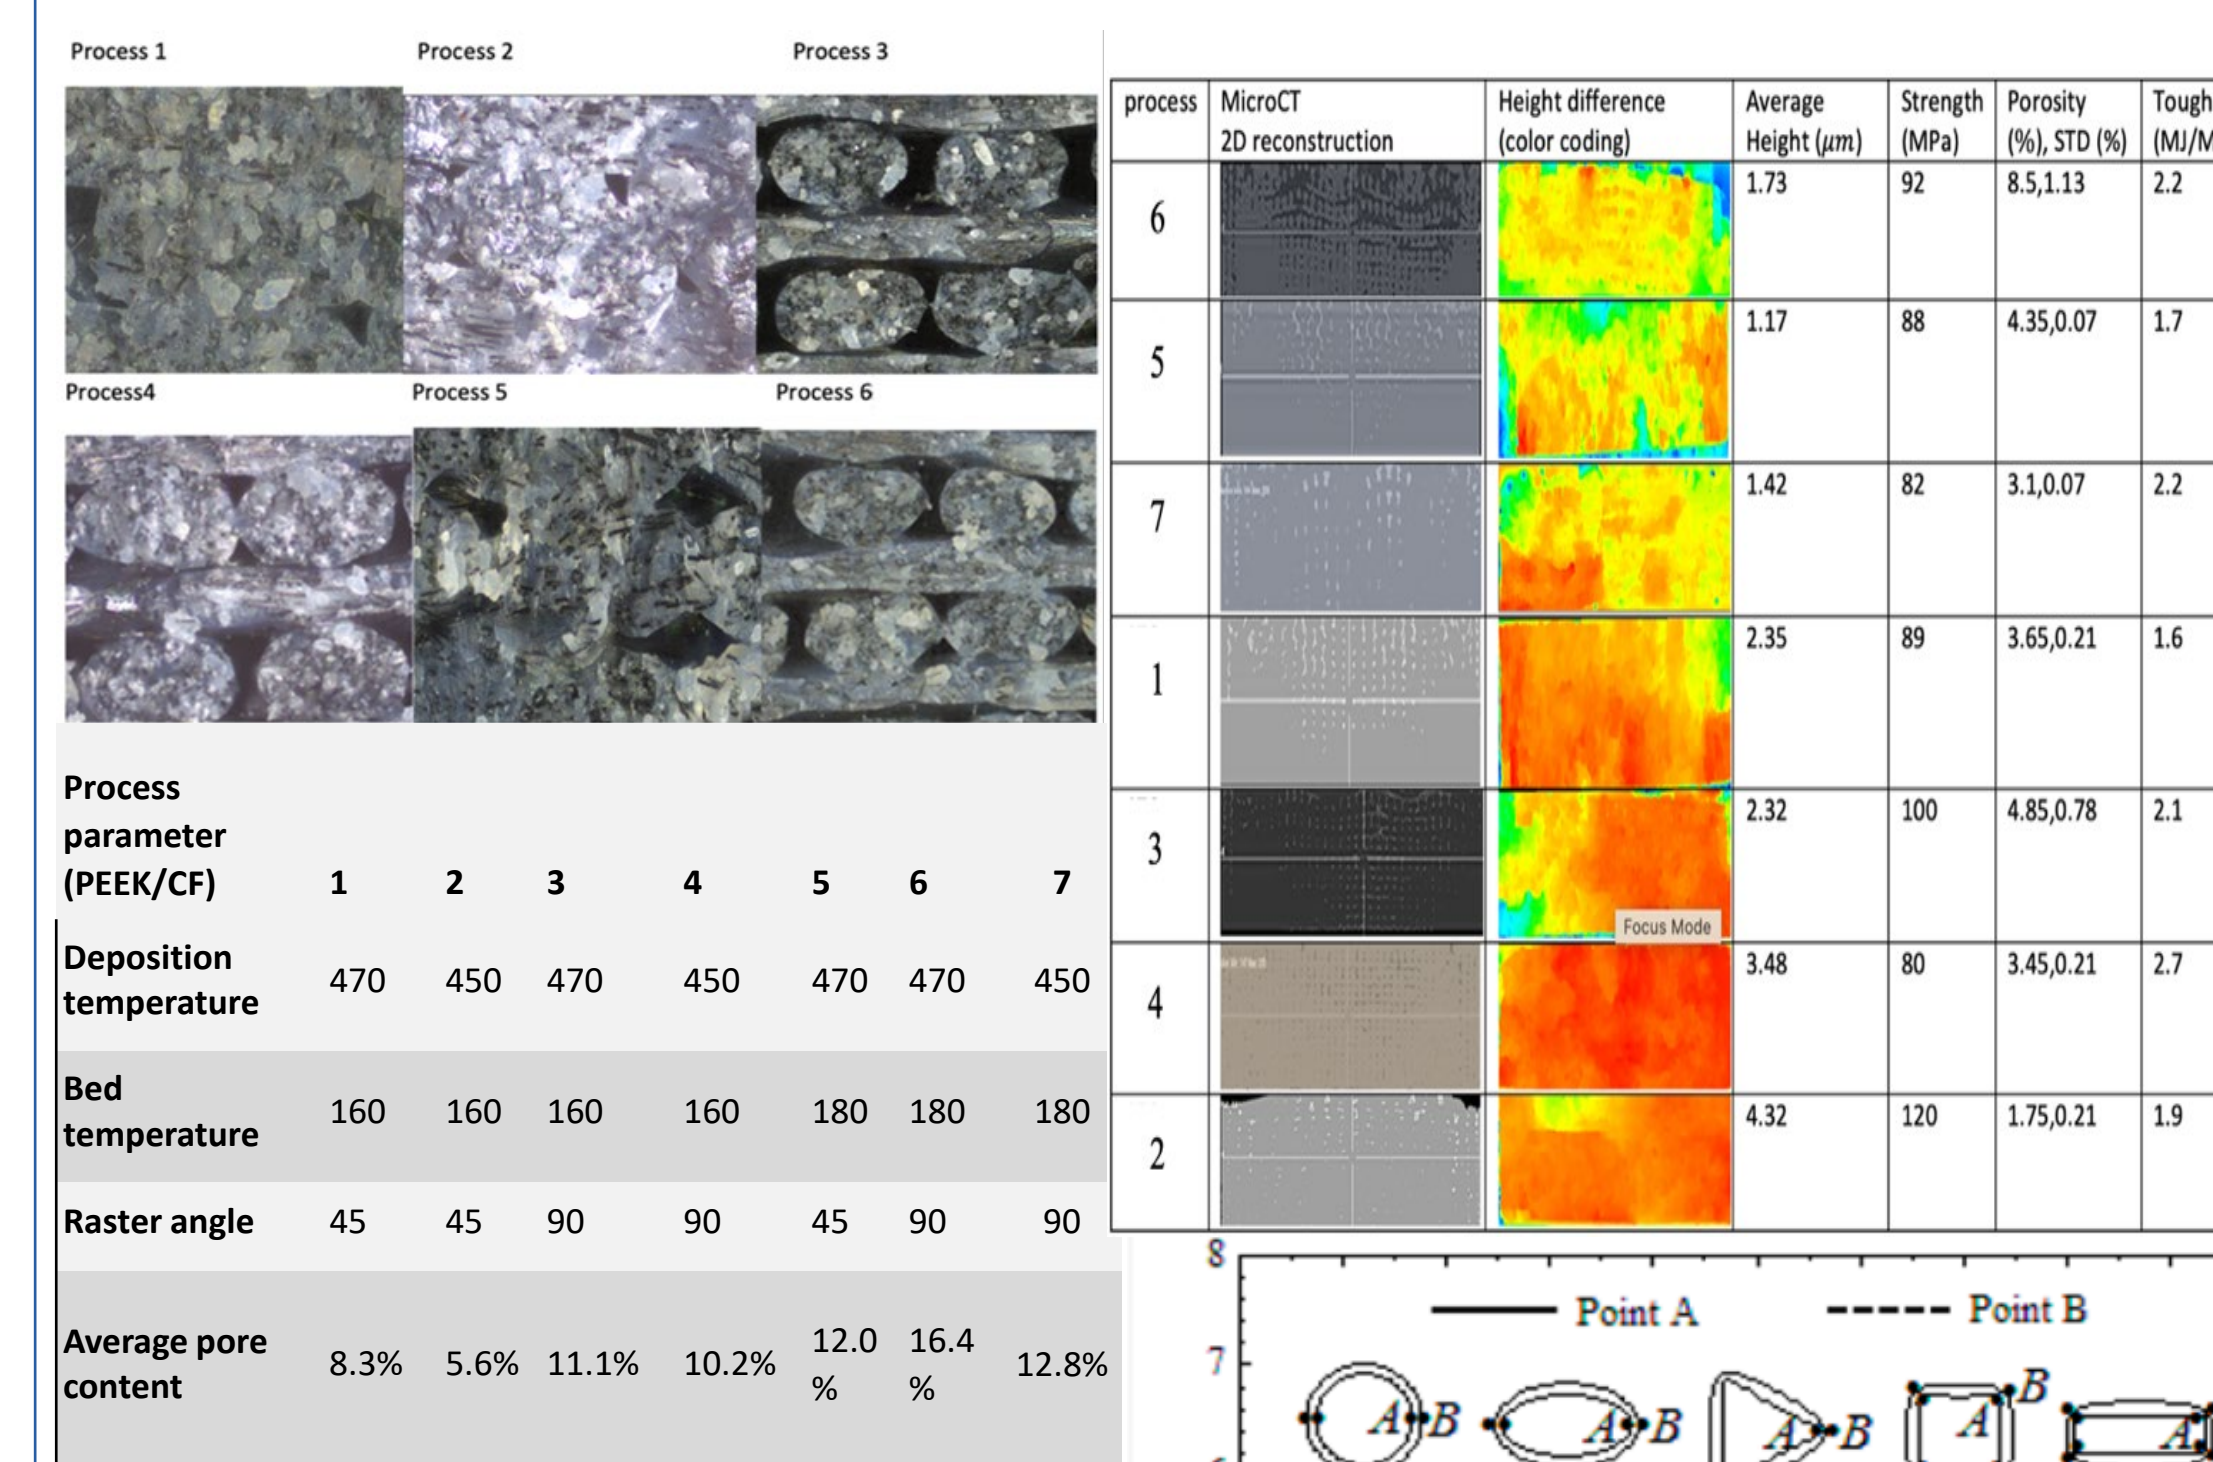 Process 1
Process 2
Process 3
Process4
Process 5
Process 6
Process parameter (PEEK/CF) 1 2 3 4 5 6 7
Deposition temperature 470 450 470 450 470 470 450
Bed temperature 160 160 160 160 180 180 180
Raster angle 45 45 90 90 45 90 90
Average pore content 8.3% 5.6% 11.1% 10.2% 12.0 % 16.4 % 12.8%
process MicroCT 2D reconstruction Height difference (color coding) Average Height (μm) Strength (MPa) Porosity (%), STD (%) Tough (MJ/M
6 1.73 92 8.5,1.13 2.2
5 1.17 88 4.35,0.07 1.7
7 1.42 82 3.1,0.07 2.2
1 2.35 89 3.65,0.21 1.6
3 2.32 100 4.85,0.78 2.1
Focus Mode
4 3.48 80 3.45,0.21 2.7
2 4.32 120 1.75,0.21 1.9
8
Point A
Point B
7
A B
A B
A B
A B
A